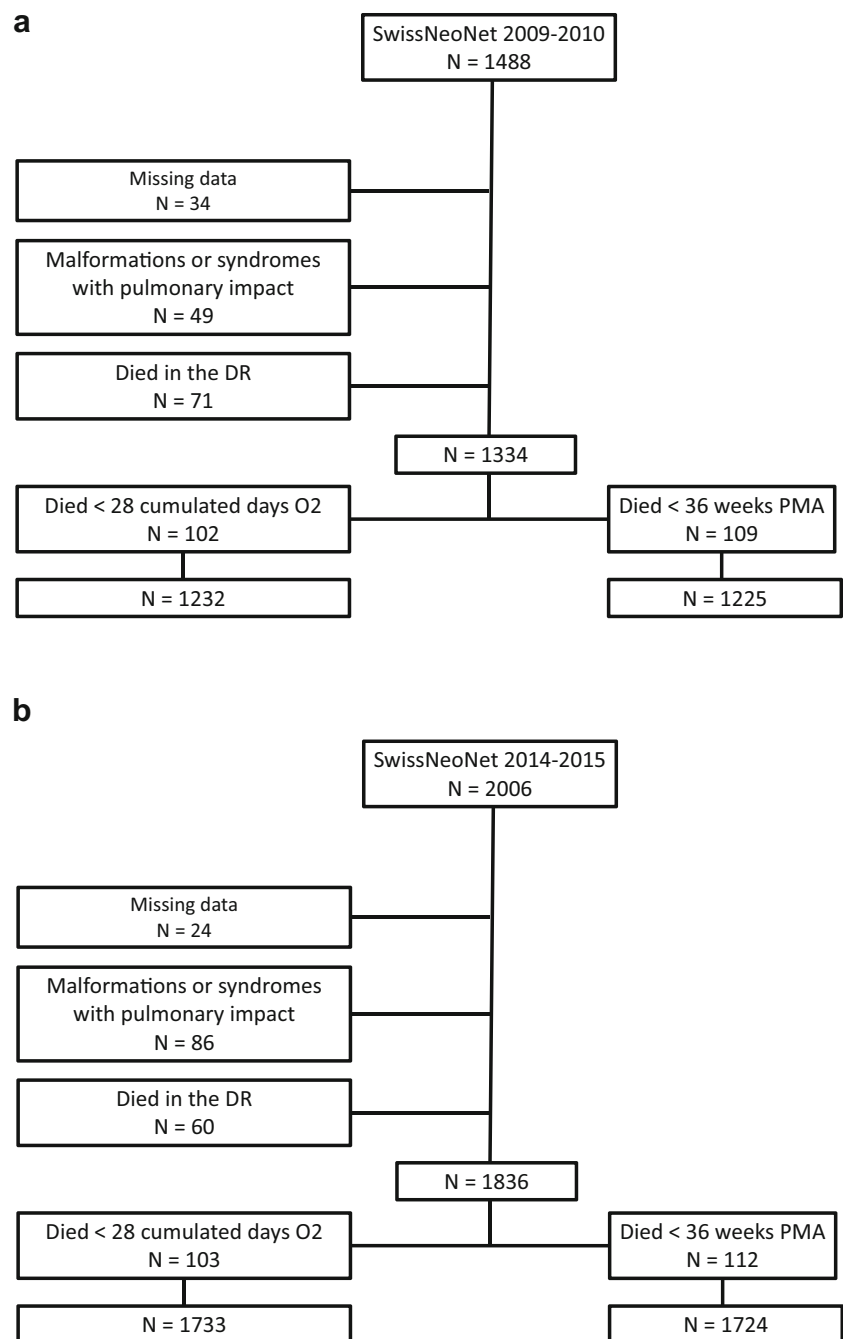 a
SwissNeoNet 2009-2010
N = 1488
Missing data
N = 34
Malformations or syndromes
with pulmonary impact
N = 49
Died in the DR
N = 71
N = 1334
Died < 28 cumulated days O2
N = 102
Died < 36 weeks PMA
N = 109
N = 1232
N = 1225
b
SwissNeoNet 2014-2015
N = 2006
Missing data
N = 24
Malformations or syndromes
with pulmonary impact
N = 86
Died in the DR
N = 60
N = 1836
Died < 28 cumulated days O2
N = 103
Died < 36 weeks PMA
N = 112
N = 1733
N = 1724